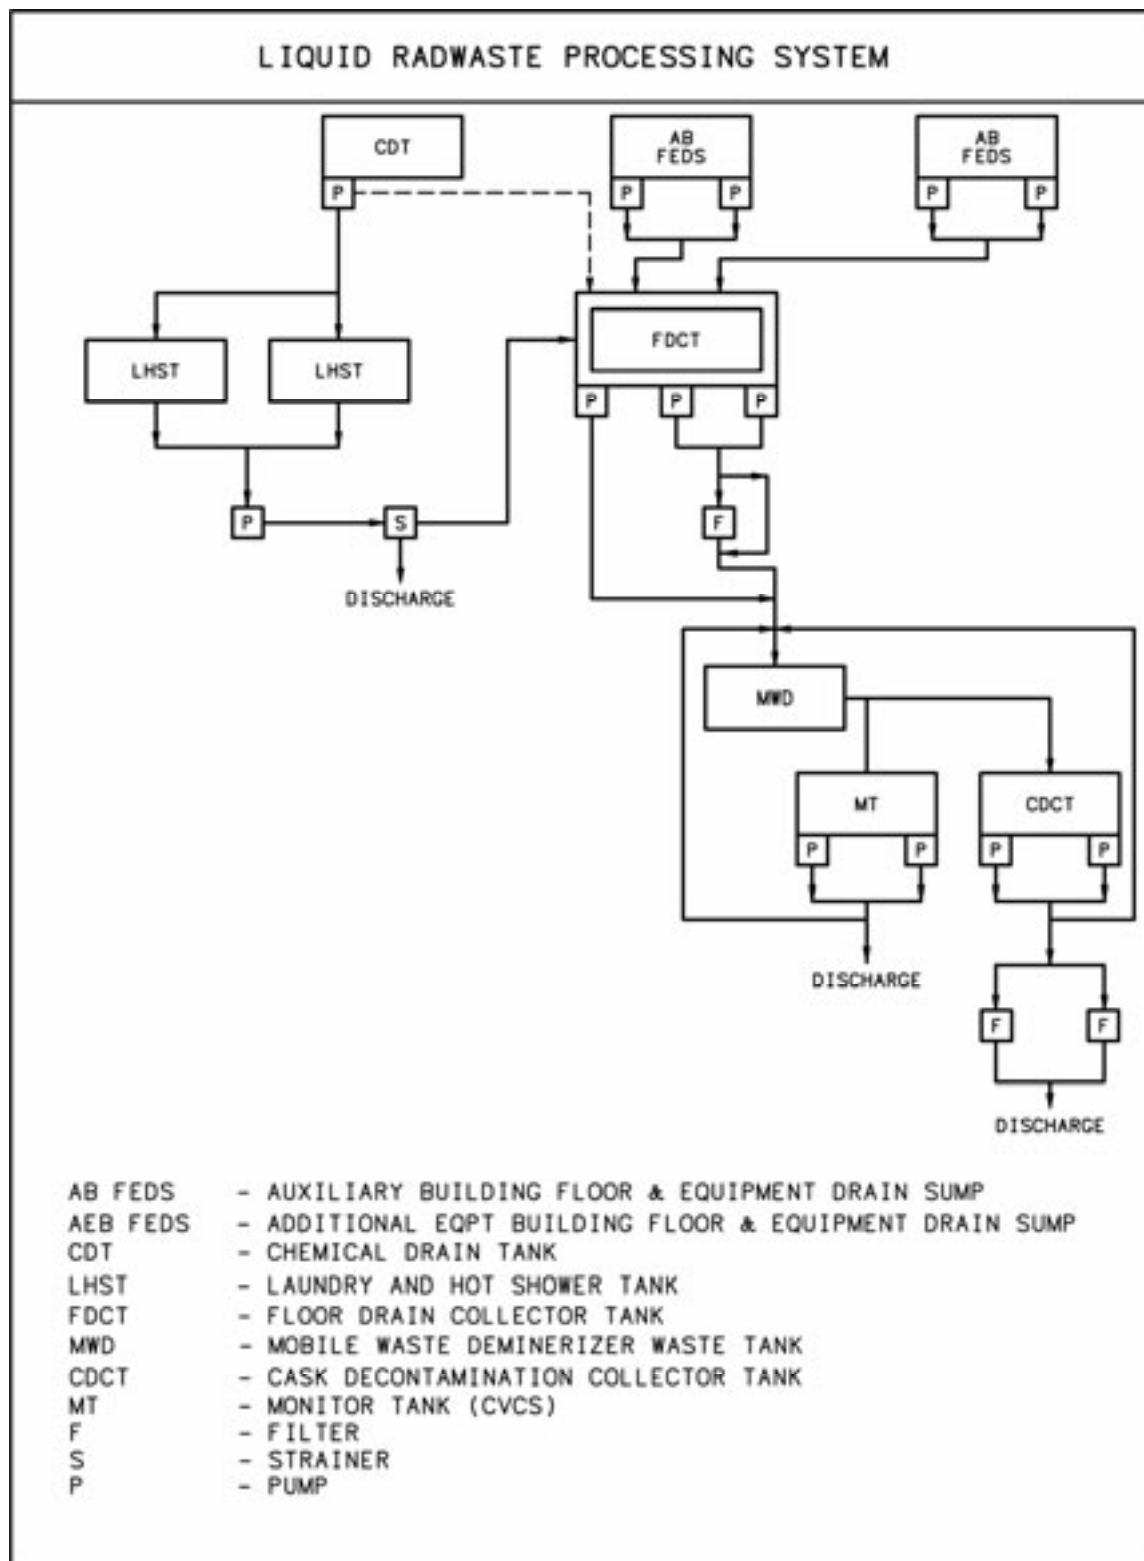 LIQUID RADWASTE PROCESSING SYSTEM
CDT
AB
FEDS
AB
FEDS
P
P
P
P
P
LHST
LHST
FDCT
P
P
P
P
S
F
DISCHARGE
MWD
MT
CDCT
P
P
P
P
DISCHARGE
F
F
DISCHARGE
AB FEDS - AUXILIARY BUILDING FLOOR & EQUIPMENT DRAIN SUMP
AEB FEDS - ADDITIONAL EQPT BUILDING FLOOR & EQUIPMENT DRAIN SUMP
CDT - CHEMICAL DRAIN TANK
LHST - LAUNDRY AND HOT SHOWER TANK
FDCT - FLOOR DRAIN COLLECTOR TANK
MWD - MOBILE WASTE DEMINERIZER WASTE TANK
CDCT - CASK DECONTAMINATION COLLECTOR TANK
MT - MONITOR TANK (CVCS)
F - FILTER
S - STRAINER
P - PUMP